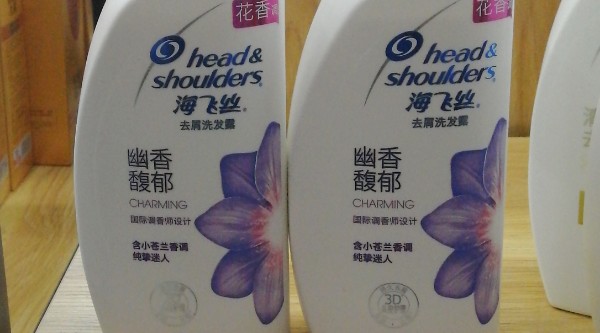 花香
head&
shoulders
海飞丝
去屑洗发露
幽香
馥郁
CHARMING
国际调香师设计
含小苍兰香调
纯挚迷人
花香
head&
shoulders
海飞丝
去屑洗发露
幽香
馥郁
CHARMING
国际调香师设计
含小苍兰香调
纯挚迷人
3D